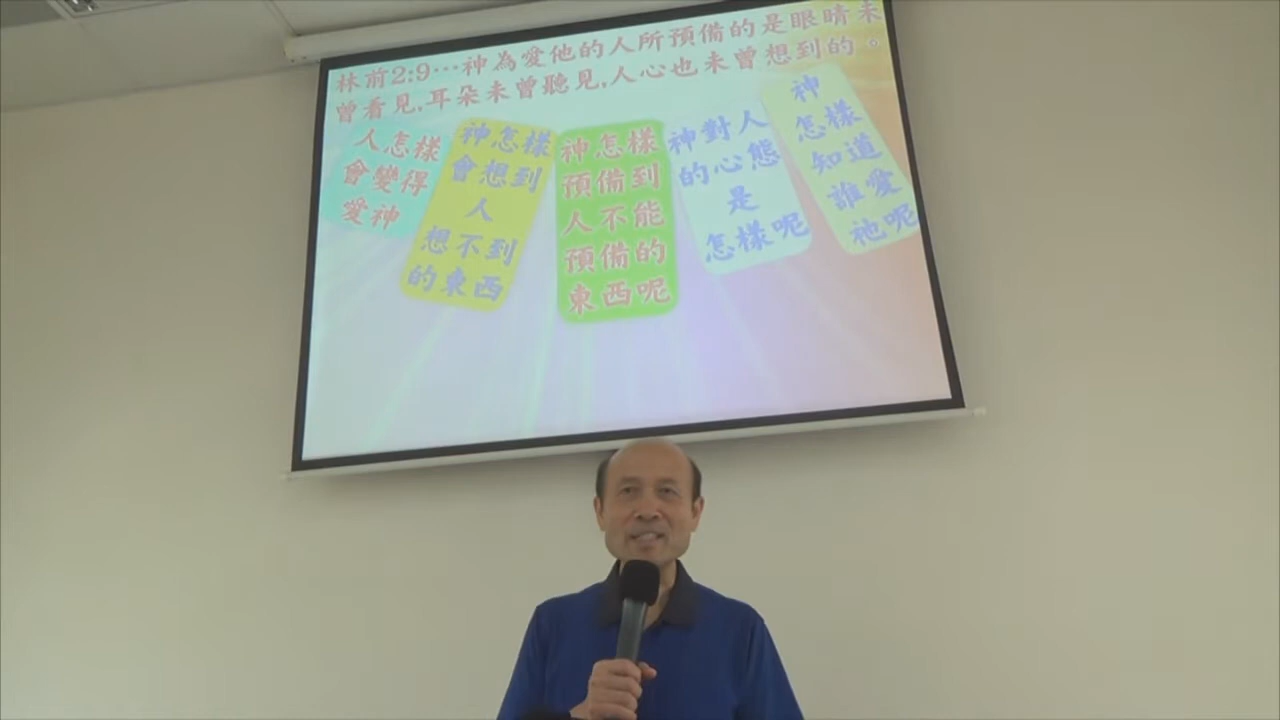 林前2:9…神為愛他的人所預備的是眼睛未
曾看見,耳朵未曾聽見,人心也未曾想到的。
人怎樣
會變得
愛神
神怎樣
會想到
人
想不到
的東西
神怎樣
預備到
人不能
預備的
東西呢
神對人
的心態
是
怎樣呢
神
怎樣
知道
誰愛
祂呢